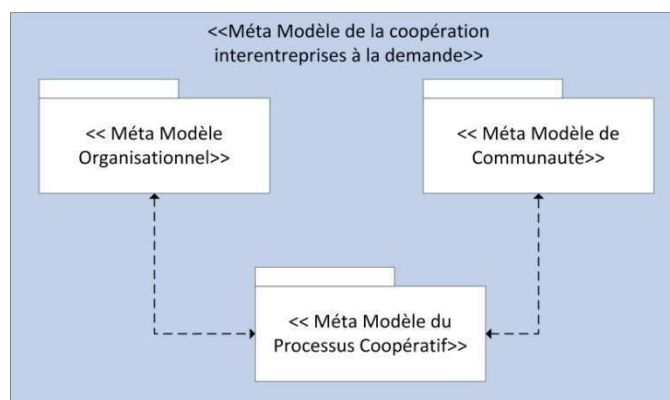 <<Méta Modèle de la coopération
interentreprises à la demande>>
<< Méta Modèle
Organisationnel>>
<< Méta Modèle de
Communauté>>
<< Méta Modèle du
Processus Coopératif>>